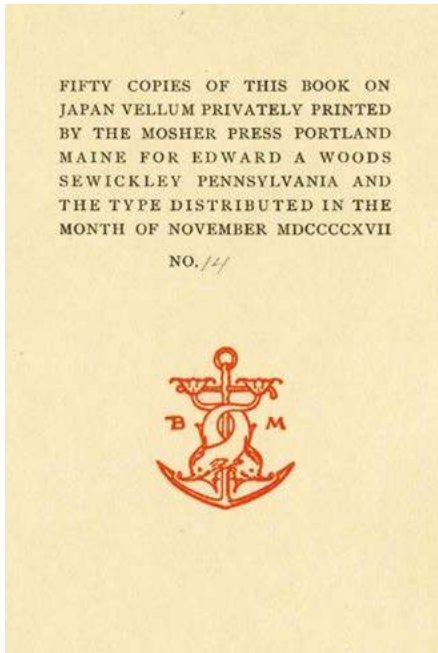 FIFTY COPIES OF THIS BOOK ON
JAPAN VELLUM PRIVATELY PRINTED
BY THE MOSHER PRESS PORTLAND
MAINE FOR EDWARD A WOODS
SEWICKLEY PENNSYLVANIA AND
THE TYPE DISTRIBUTED IN THE
MONTH OF NOVEMBER MDCCCCXVII
NO.
B M